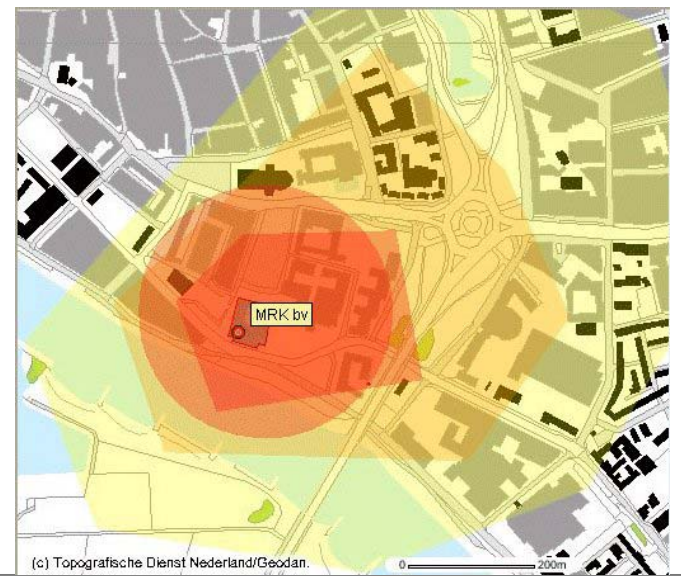 MRK bv
(c) Topografische Dienst Nederland/Geodan.
0 200m